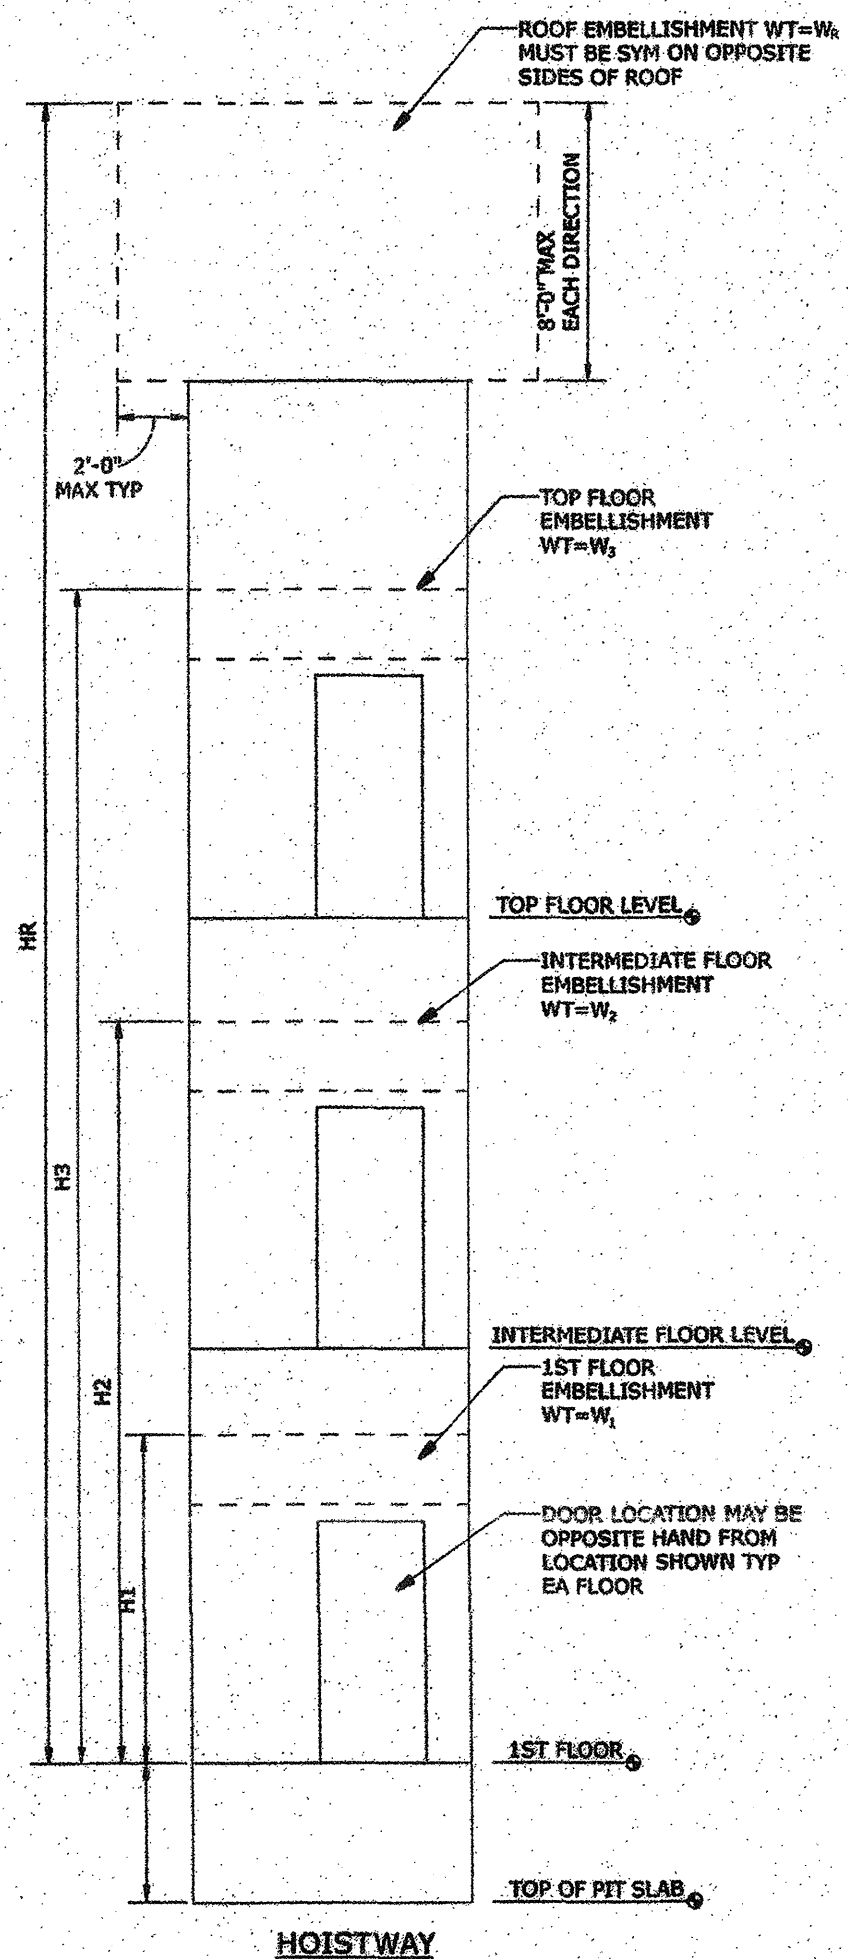 ROOF EMBELLISHMENT WT=WR
MUST BE SYM ON OPPOSITE
SIDES OF ROOF
8'-0" MAX
EACH DIRECTION
2'-0"
MAX TYP
TOP FLOOR
EMBELLISHMENT
WT=W3
HR
TOP FLOOR LEVEL
INTERMEDIATE FLOOR
EMBELLISHMENT
WT=W2
H3
INTERMEDIATE FLOOR LEVEL
1ST FLOOR
EMBELLISHMENT
WT=W1
H2
DOOR LOCATION MAY BE
OPPOSITE HAND FROM
LOCATION SHOWN TYP
EA FLOOR
H1
1ST FLOOR
TOP OF PIT SLAB
HOISTWAY